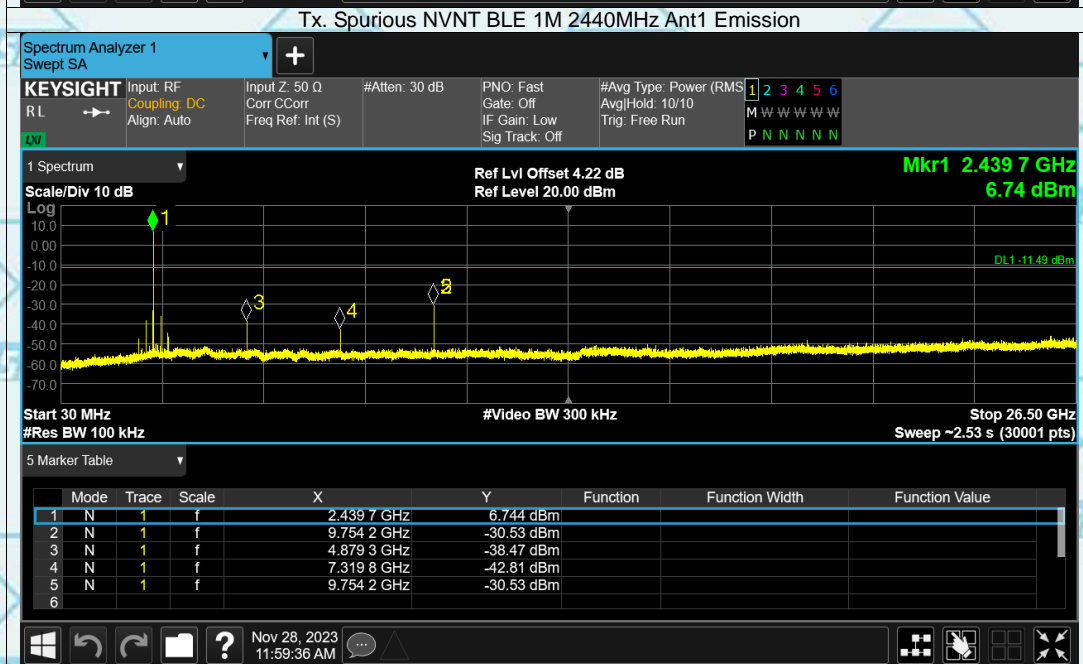 Tx. Spurious NVNT BLE 1M 2440MHz Ant1 Emission
Spectrum Analyzer 1
Swept SA
KEYSIGHT
RL
LXI
Input: RF
Coupling: DC
Align: Auto
Input Z: 50 Ω
Corr CCorr
Freq Ref: Int (S)
#Atten: 30 dB
PNO: Fast
Gate: Off
IF Gain: Low
Sig Track: Off
#Avg Type: Power (RMS
Avg|Hold: 10/10
Trig: Free Run
1 2 3 4 5 6
M W W W W W
P N N N N N
1 Spectrum
Scale/Div 10 dB
Ref Lvl Offset 4.22 dB
Ref Level 20.00 dBm
Mkr1 2.439 7 GHz
6.74 dBm
Log
10.0
0.00
-10.0
-20.0
-30.0
-40.0
-50.0
-60.0
-70.0
1
3
4
DL1 -11.49 dBm
Start 30 MHz
#Video BW 300 kHz
Stop 26.50 GHz
#Res BW 100 kHz
Sweep ~2.53 s (30001 pts)
5 Marker Table
Mode Trace Scale X Y Function Function Width Function Value
1 N 1 f 2.439 7 GHz 6.744 dBm
2 N 1 f 9.754 2 GHz -30.53 dBm
3 N 1 f 4.879 3 GHz -38.47 dBm
4 N 1 f 7.319 8 GHz -42.81 dBm
5 N 1 f 9.754 2 GHz -30.53 dBm
6
Nov 28, 2023
11:59:36 AM